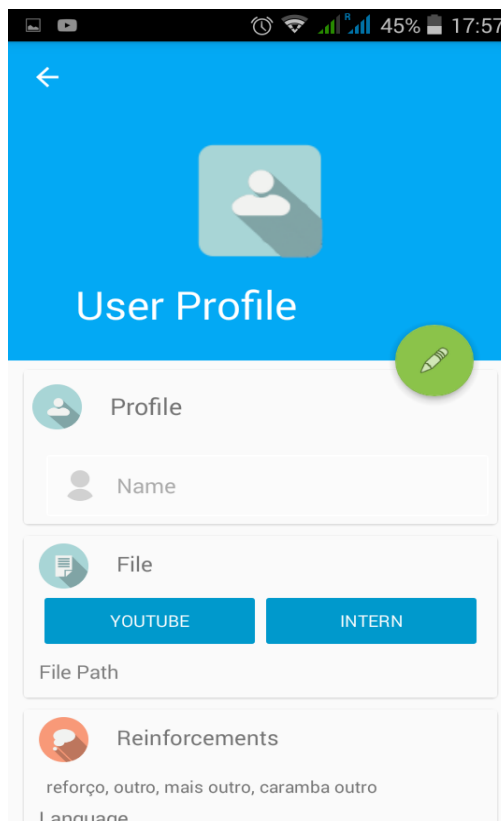 R 45% 17:57
User Profile
Profile
Name
File
YOUTUBE INTERN
File Path
Reinforcements
reforço, outro, mais outro, caramba outro
Language